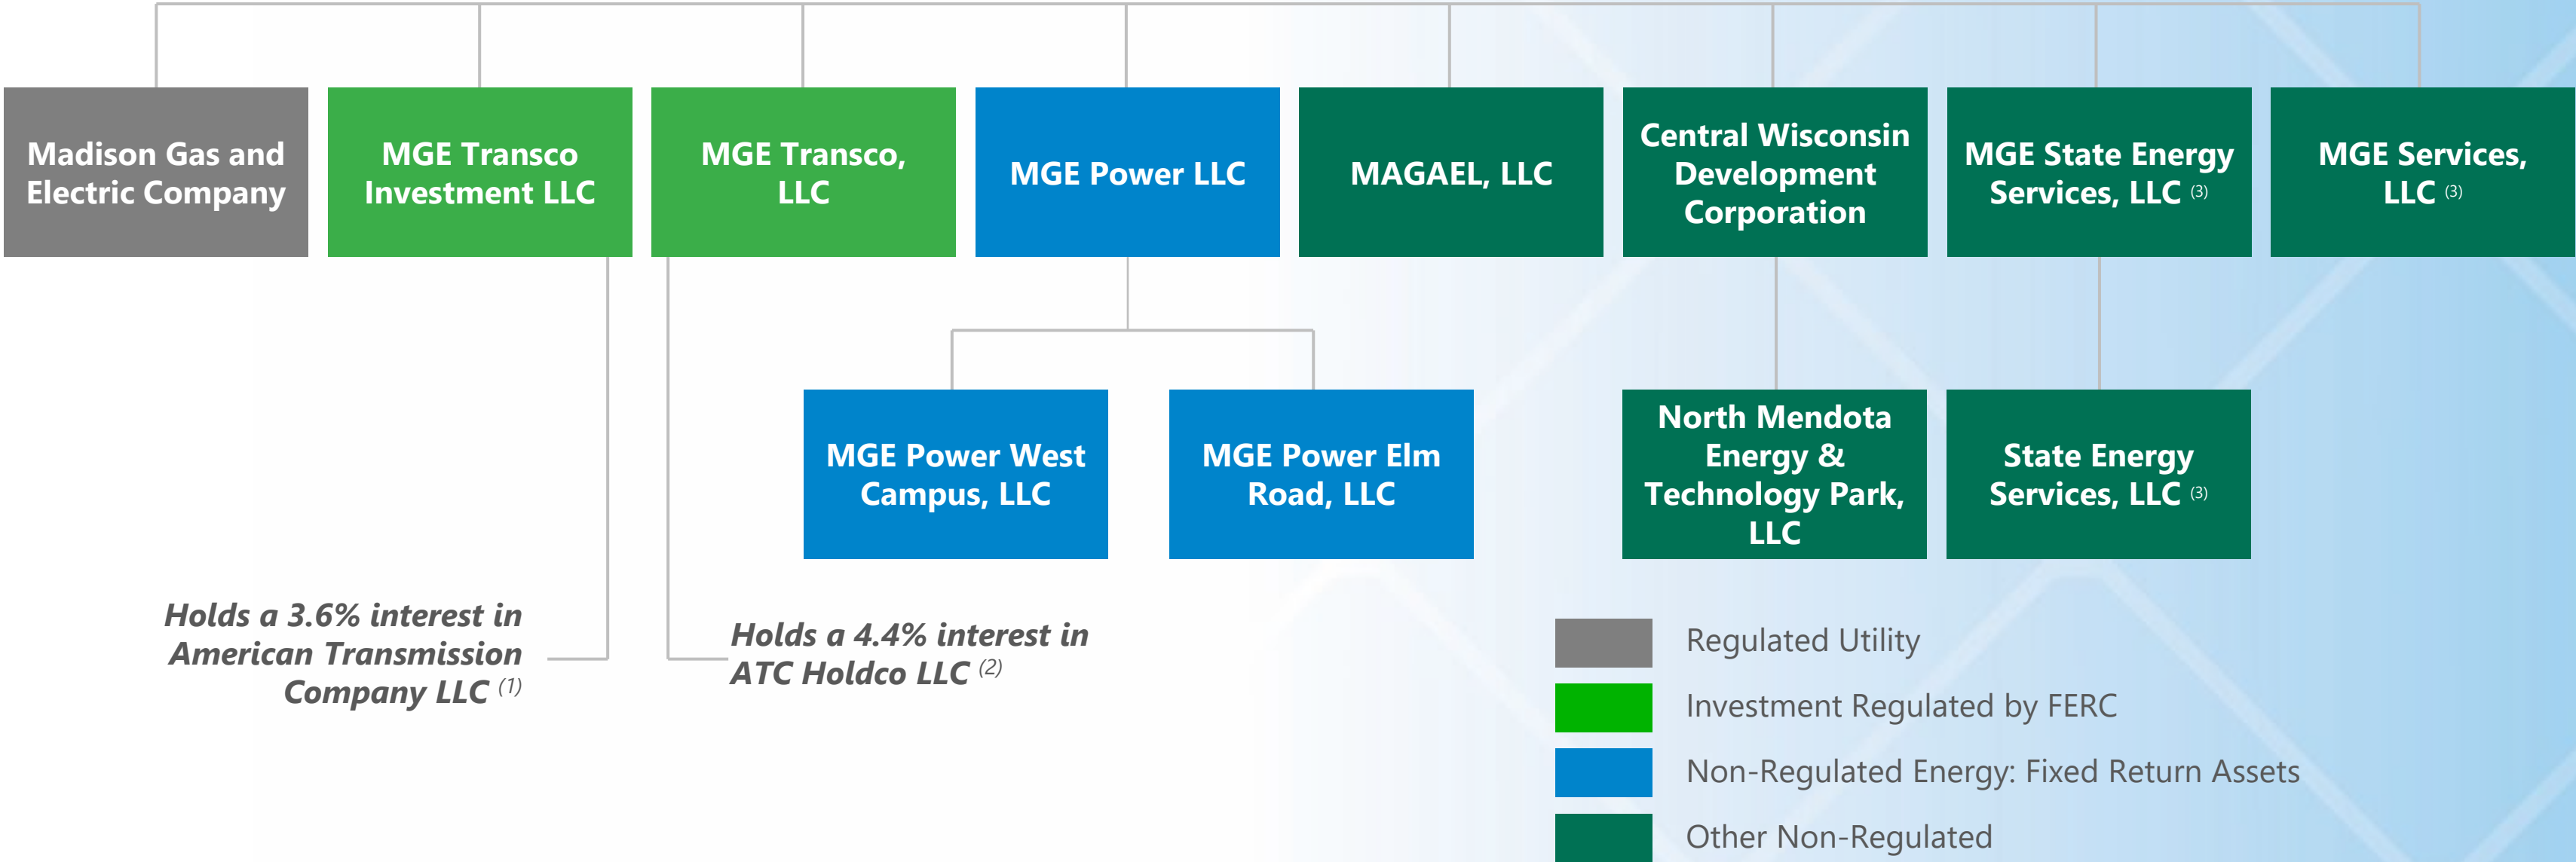 Madison Gas and
Electric Company
MGE Transco
Investment LLC
MGE Transco,
LLC
MGE Power LLC
MAGAEL, LLC
Central Wisconsin
Development
Corporation
MGE State Energy
Services, LLC (3)
MGE Services,
LLC (3)
MGE Power West
Campus, LLC
MGE Power Elm
Road, LLC
North Mendota
Energy &
Technology Park,
LLC
State Energy
Services, LLC (3)
Holds a 3.6% interest in
American Transmission
Company LLC (1)
Holds a 4.4% interest in
ATC Holdco LLC (2)
Regulated Utility
Investment Regulated by FERC
Non-Regulated Energy: Fixed Return Assets
Other Non-Regulated